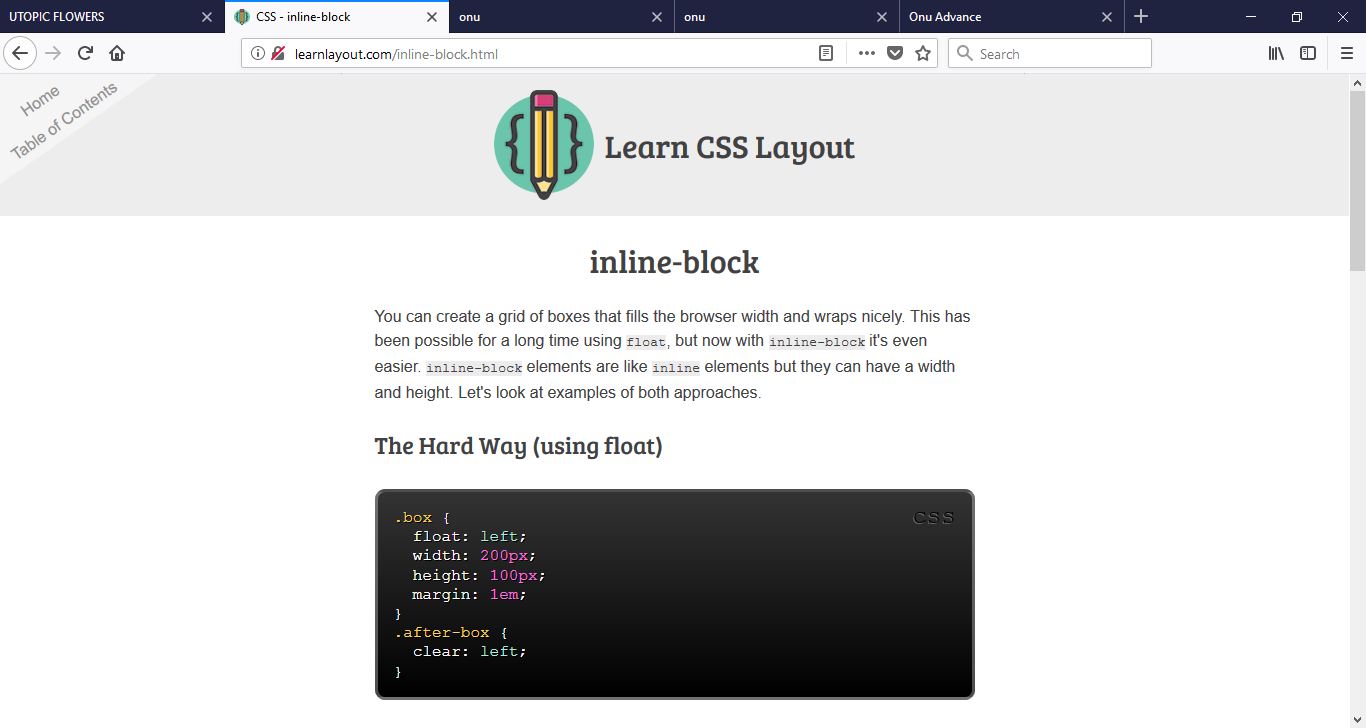 UTOPIC FLOWERS
CSS - inline-block
onu
onu
Onu Advance
learnlayout.com/inline-block.html
Search
Home
Table of Contents
Learn CSS Layout
inline-block
You can create a grid of boxes that fills the browser width and wraps nicely. This has
been possible for a long time using float, but now with inline-block it's even
easier. inline-block elements are like inline elements but they can have a width
and height. Let's look at examples of both approaches.
The Hard Way (using float)
CSS
.box {
  float: left;
  width: 200px;
  height: 100px;
  margin: 1em;
}
.after-box {
  clear: left;
}